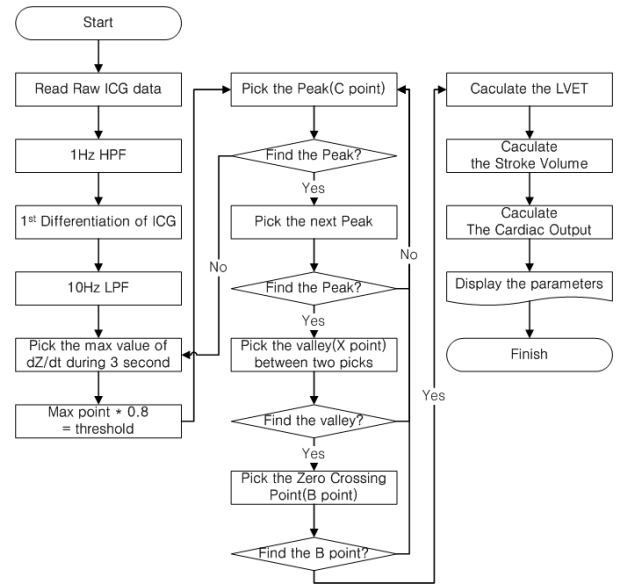 Start
Read Raw ICG data
1Hz HPF
1st Differentiation of ICG
10Hz LPF
Pick the max value of
dZ/dt during 3 second
Max point * 0.8
= threshold
Pick the Peak(C point)
Find the Peak?
Yes
No
Pick the next Peak
Find the Peak?
Yes
No
Pick the valley(X point)
between two picks
Find the valley?
Yes
Pick the Zero Crossing
Point(B point)
Find the B point?
Yes
Caculate the LVET
Caculate
the Stroke Volume
Caculate
The Cardiac Output
Display the parameters
Finish